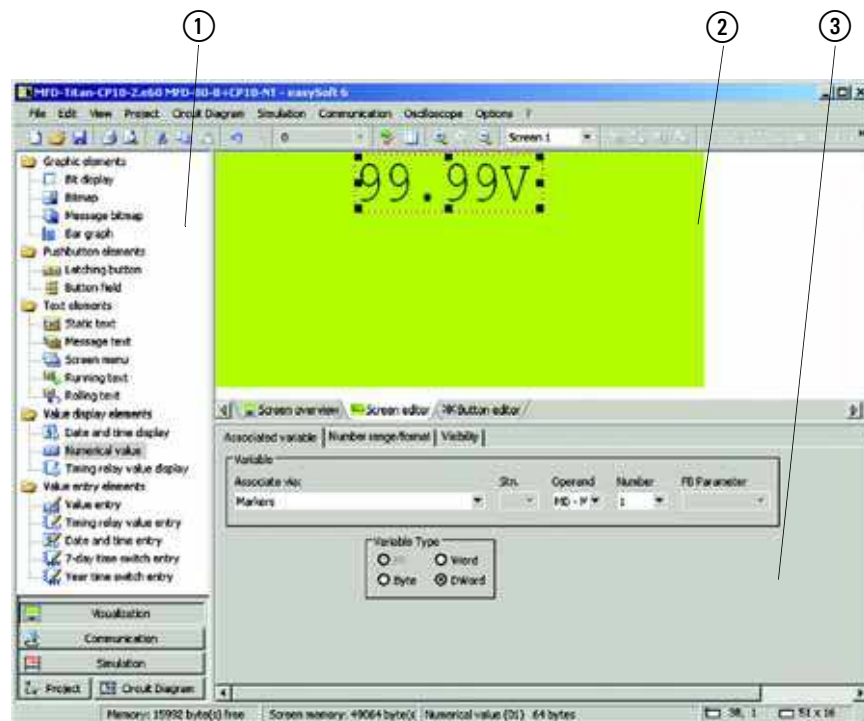 1 2 3
MFD-Titan-CP10-2.e60 MFD-80-B+CP10-NT - easySoft 6
File Edit View Project Circuit Diagram Simulation Communication Oscilloscope Options ?
0 Screen 1
Graphic elements
Bit display
Bitmap
Message bitmap
Bar graph
Pushbutton elements
Latching button
Button field
Text elements
Static text
Message text
Screen menu
Running text
Rolling text
Value display elements
Date and time display
Numerical value
Timing relay value display
Value entry elements
Value entry
Timing relay value entry
Date and time entry
7-day time switch entry
Year time switch entry
Visualization
Communication
Simulation
Project Circuit Diagram
99.99V
Screen overview Screen editor Button editor
Associated variable Number range/format Visibility
Variable
Associate via: Stn. Operand Number FB Parameter
Markers MD - 1
Variable Type
Word
Byte DWord
Memory: 15992 byte(s) free Screen memory: 49064 byte(s Numerical value (D1) 64 bytes 38, 1 51 x 16